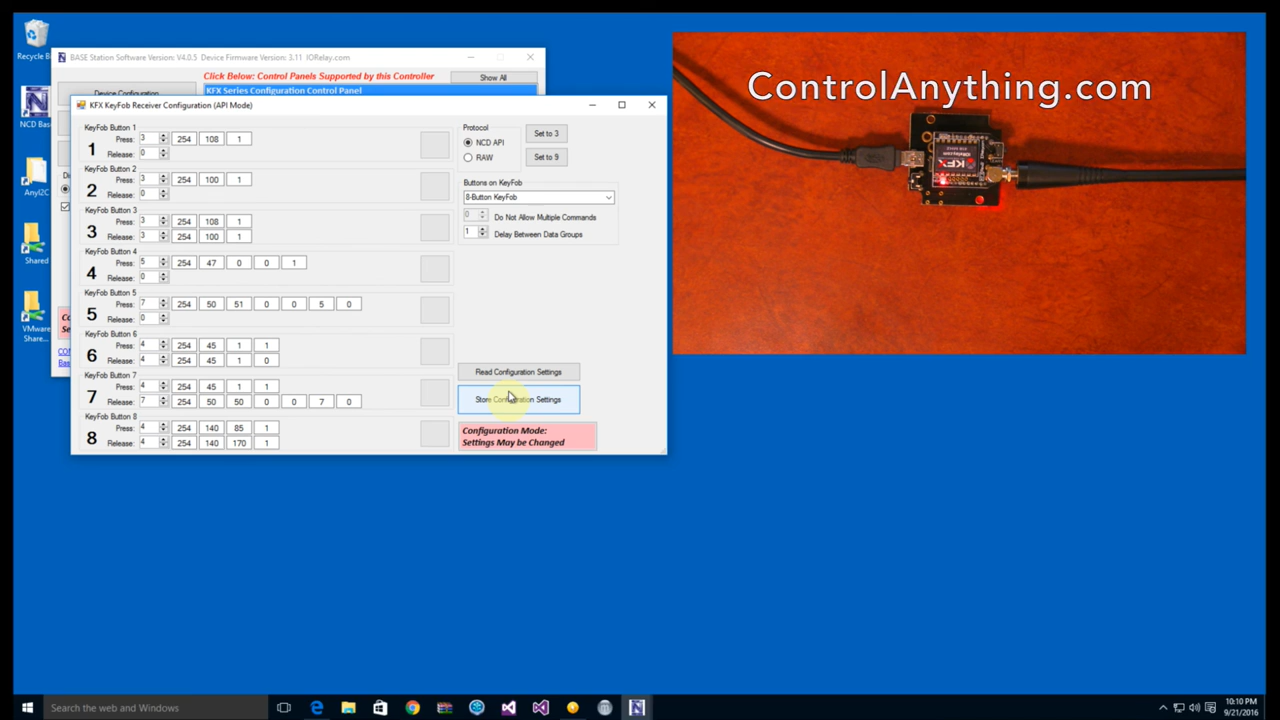 Recycle B
BASE Station Software Version: V4.0.5 Device Firmware Version: 3.11 IORelay.com
Device Configuration
Click Below: Control Panels Supported by this Controller
Show All
KFX Series Configuration Control Panel
NCD Bas
KFX KeyFob Receiver Configuration (API Mode)
KeyFob Button 1
1
Press: 3 254 108 1
Release: 0
KeyFob Button 2
2
Press: 3 254 100 1
Release: 0
KeyFob Button 3
3
Press: 3 254 108 1
Release: 3 254 100 1
KeyFob Button 4
4
Press: 5 254 47 0 0 1
Release: 0
KeyFob Button 5
5
Press: 7 254 50 51 0 0 5 0
Release: 0
KeyFob Button 6
6
Press: 4 254 45 1 1
Release: 4 254 45 1 0
KeyFob Button 7
7
Press: 4 254 45 1 1
Release: 7 254 50 50 0 0 7 0
KeyFob Button 8
8
Press: 4 254 140 85 1
Release: 4 254 140 170 1
Protocol
NCD API
RAW
Set to 3
Set to 9
Buttons on KeyFob
8-Button KeyFob
0 Do Not Allow Multiple Commands
1 Delay Between Data Groups
Read Configuration Settings
Store Configuration Settings
Configuration Mode:
Settings May be Changed
AnyI2C
Shared
VMware
Share...
ControlAnything.com
IORelay.com
KFX
Search the web and Windows
10:10 PM
9/21/2016